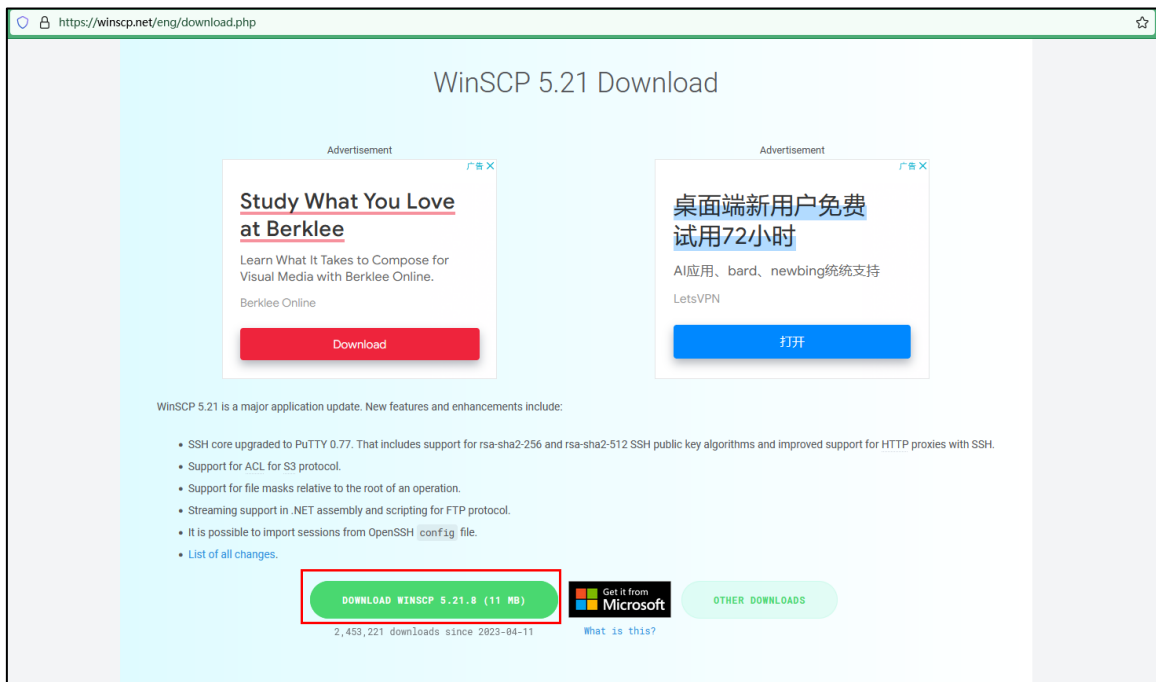 https://winscp.net/eng/download.php
WinSCP 5.21 Download
Advertisement
广告
Study What You Love
at Berklee
Learn What It Takes to Compose for
Visual Media with Berklee Online.
Berklee Online
Download
Advertisement
广告
桌面端新用户免费
试用72小时
AI应用、bard、newbing统统支持
LetsVPN
打开
WinSCP 5.21 is a major application update. New features and enhancements include:
• SSH core upgraded to PuTTY 0.77. That includes support for rsa-sha2-256 and rsa-sha2-512 SSH public key algorithms and improved support for HTTP proxies with SSH.
• Support for ACL for S3 protocol.
• Support for file masks relative to the root of an operation.
• Streaming support in .NET assembly and scripting for FTP protocol.
• It is possible to import sessions from OpenSSH config file.
• List of all changes.
DOWNLOAD WINSCP 5.21.8 (11 MB)
2,453,221 downloads since 2023-04-11
Get it from
Microsoft
What is this?
OTHER DOWNLOADS